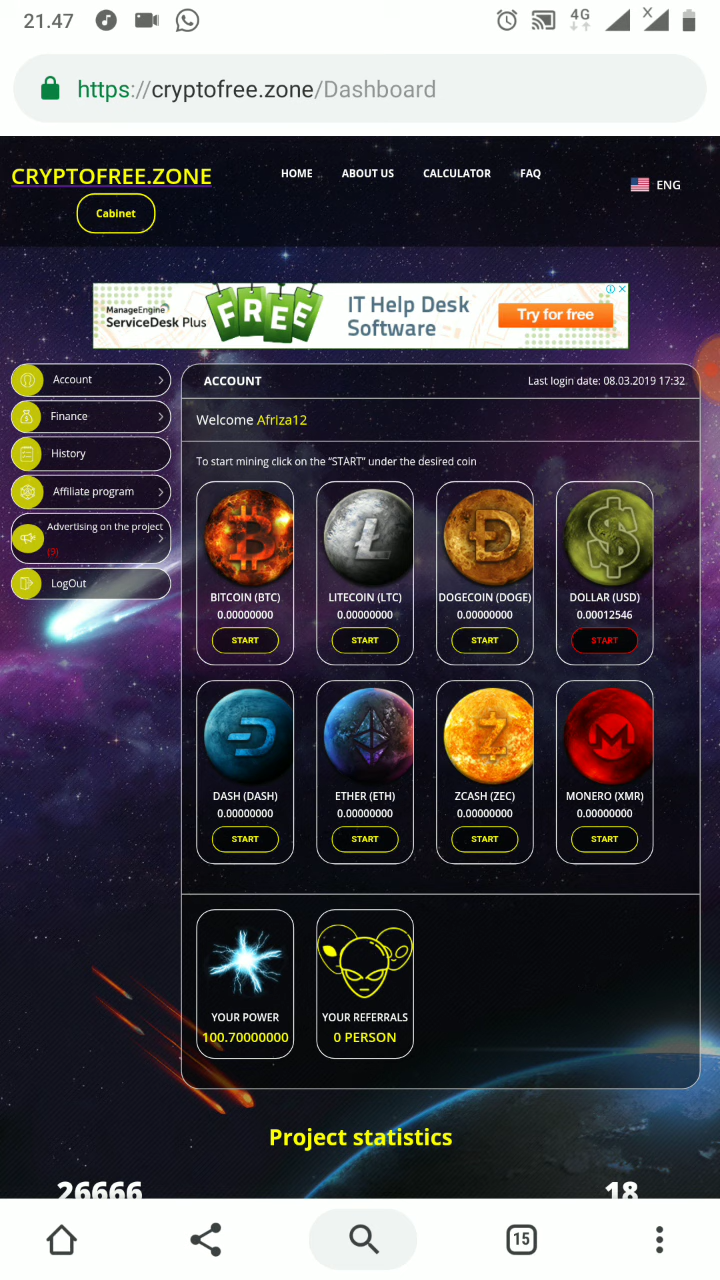 21.47
4G
X
https://cryptofree.zone/Dashboard
CRYPTOFREE.ZONE
HOME ABOUT US CALCULATOR FAQ
ENG
Cabinet
ManageEngine
ServiceDesk Plus
FREE
IT Help Desk
Software
Try for free
Account
Finance
History
Affiliate program
Advertising on the project
(?)
LogOut
ACCOUNT
Last login date: 08.03.2019 17:32
Welcome Afriza12
To start mining click on the “START” under the desired coin
BITCOIN (BTC) LITECOIN (LTC) DOGECOIN (DOGE) DOLLAR (USD)
0.00000000 0.00000000 0.00000000 0.00012546
START START START START
DASH (DASH) ETHER (ETH) ZCASH (ZEC) MONERO (XMR)
0.00000000 0.00000000 0.00000000 0.00000000
START START START START
YOUR POWER YOUR REFERRALS
100.70000000 0 PERSON
Project statistics
26666 18
15